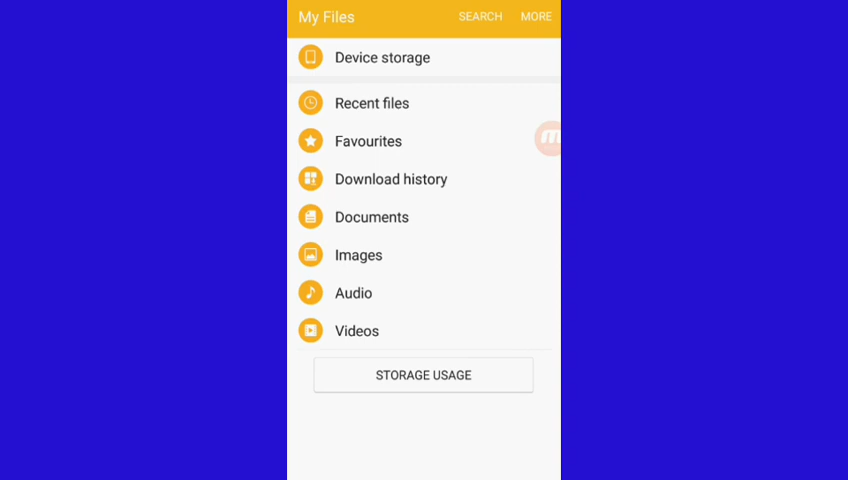 My Files SEARCH MORE
Device storage
Recent files
Favourites
Download history
Documents
Images
Audio
Videos
STORAGE USAGE